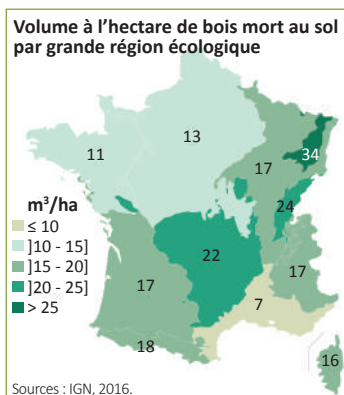 Volume à l’hectare de bois mort au sol
par grande région écologique
13
11
17
34
24
m³/ha
≤ 10
]10 - 15]
]15 - 20]
]20 - 25]
> 25
22
17
17
7
18
16
Sources : IGN, 2016.